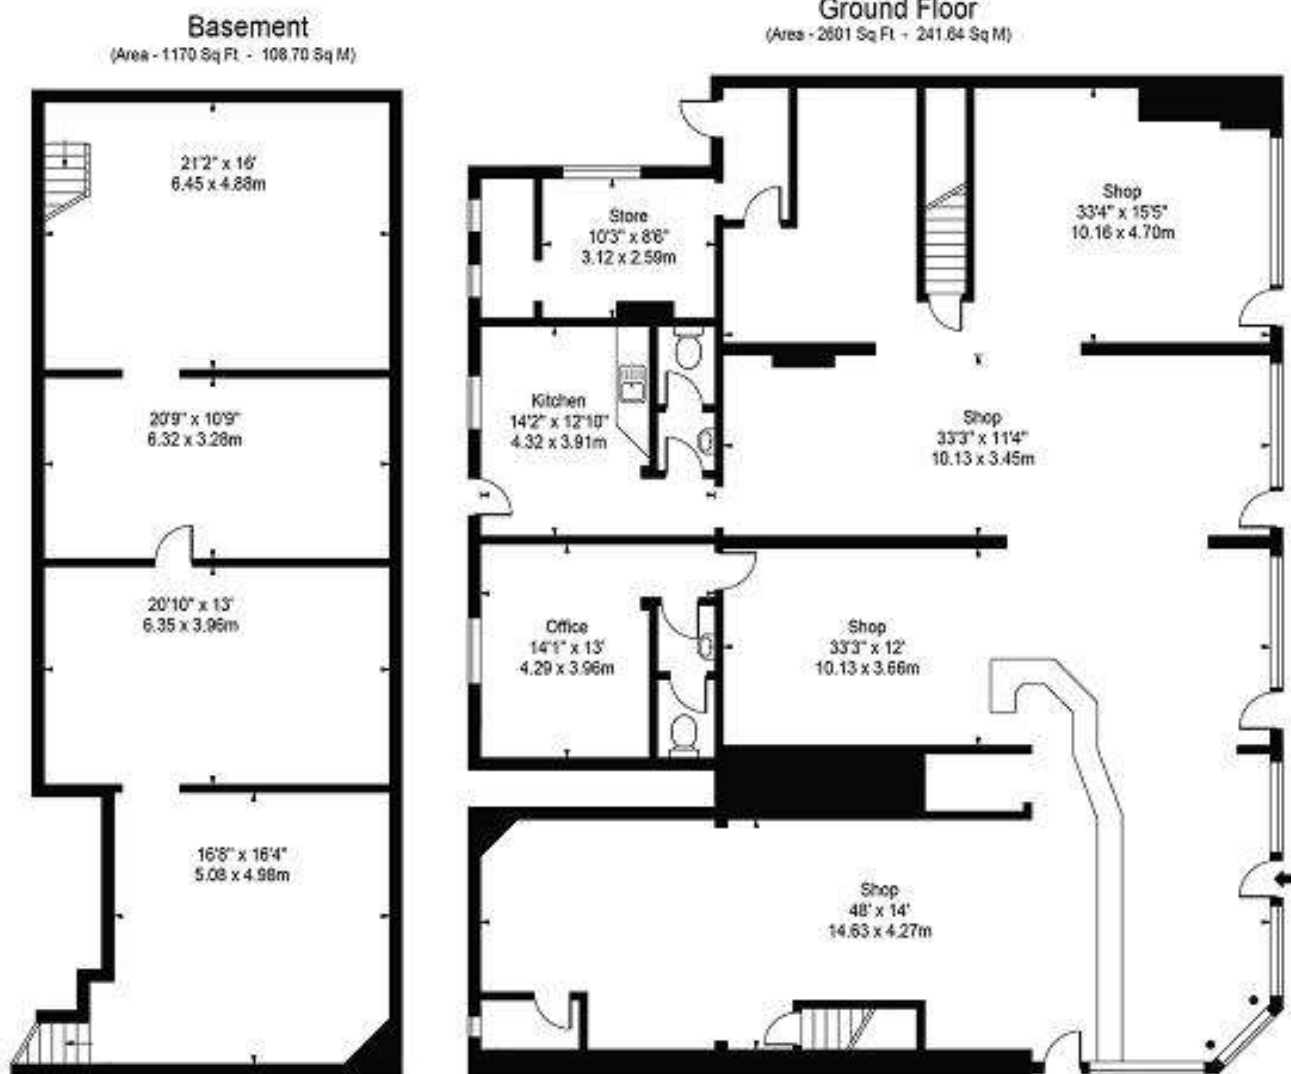 Basement
(Area - 1170 Sq Ft - 108.70 Sq M)
21'2" x 16'
6.45 x 4.88m
20'9" x 10'9"
6.32 x 3.28m
20'10" x 13'
6.35 x 3.96m
16'8" x 16'4"
5.08 x 4.98m
Ground Floor
(Area - 2601 Sq Ft - 241.64 Sq M)
Shop
33'4" x 15'5"
10.16 x 4.70m
Store
10'3" x 8'6"
3.12 x 2.59m
Kitchen
14'2" x 12'10"
4.32 x 3.91m
Shop
33'3" x 11'4"
10.13 x 3.45m
Office
14'1" x 13'
4.29 x 3.96m
Shop
33'3" x 12'
10.13 x 3.66m
Shop
48' x 14'
14.63 x 4.27m